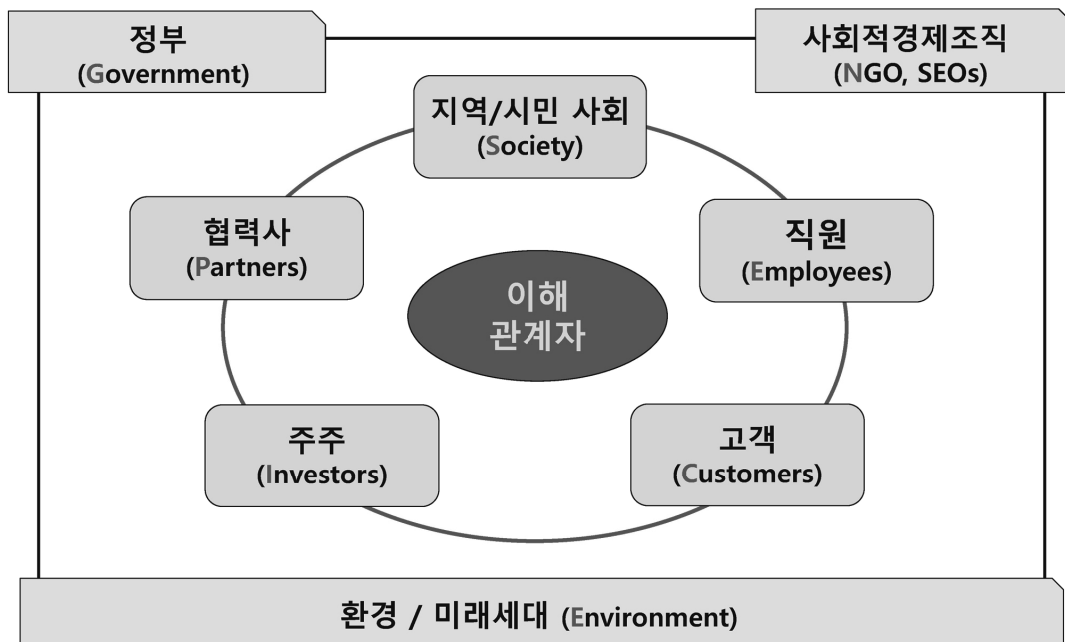 정부
(Government)
사회적경제조직
(NGO, SEOs)
지역/시민 사회
(Society)
협력사
(Partners)
직원
(Employees)
이해
관계자
주주
(Investors)
고객
(Customers)
환경 / 미래세대 (Environment)